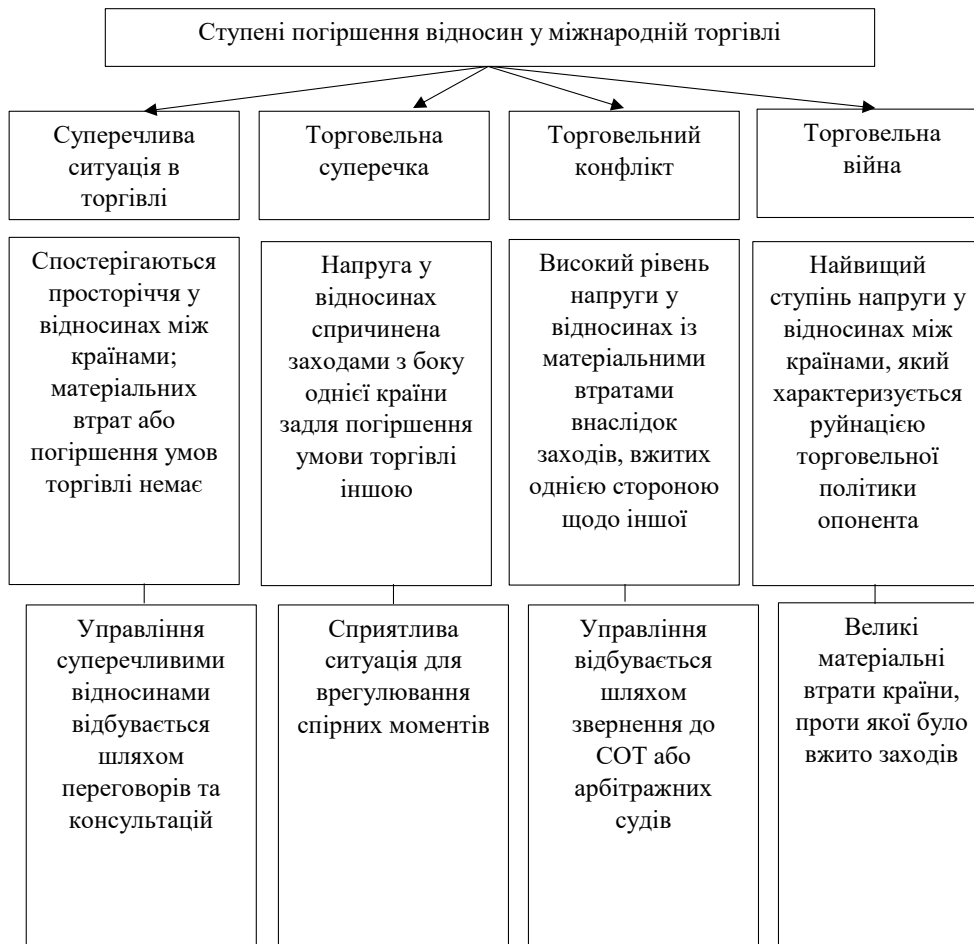 Ступені погіршення відносин у міжнародній торгівлі
Суперечлива
ситуація в
торгівлі
Торговельна
суперечка
Торговельний
конфлікт
Торговельна
війна
Спостерігаються
просторіччя у
відносинах між
країнами;
матеріальних
втрат або
погіршення умов
торгівлі немає
Напруга у
відносинах
спричинена
заходами з боку
однієї країни
задля погіршення
умови торгівлі
іншою
Високий рівень
напруги у
відносинах із
матеріальними
втратами
внаслідок
заходів, вжитих
однією стороною
щодо іншої
Найвищий
ступінь напруги у
відносинах між
країнами, який
характеризується
руйнацією
торговельної
політики
опонента
Управління
суперечливими
відносинами
відбувається
шляхом
переговорів та
консультацій
Сприятлива
ситуація для
врегулювання
спірних моментів
Управління
відбувається
шляхом
звернення до
СОТ або
арбітражних
судів
Великі
матеріальні
втрати країни,
проти якої було
вжито заходів